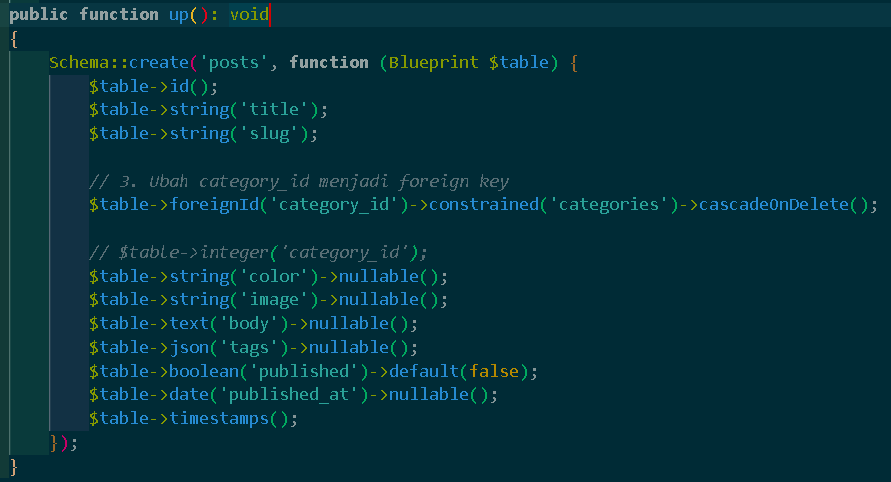 public function up(): void
{
    Schema::create('posts', function (Blueprint $table) {
        $table->id();
        $table->string('title');
        $table->string('slug');

        // 3. Ubah category_id menjadi foreign key
        $table->foreignId('category_id')->constrained('categories')->cascadeOnDelete();

        // $table->integer('category_id');
        $table->string('color')->nullable();
        $table->string('image')->nullable();
        $table->text('body')->nullable();
        $table->json('tags')->nullable();
        $table->boolean('published')->default(false);
        $table->date('published_at')->nullable();
        $table->timestamps();
    });
}